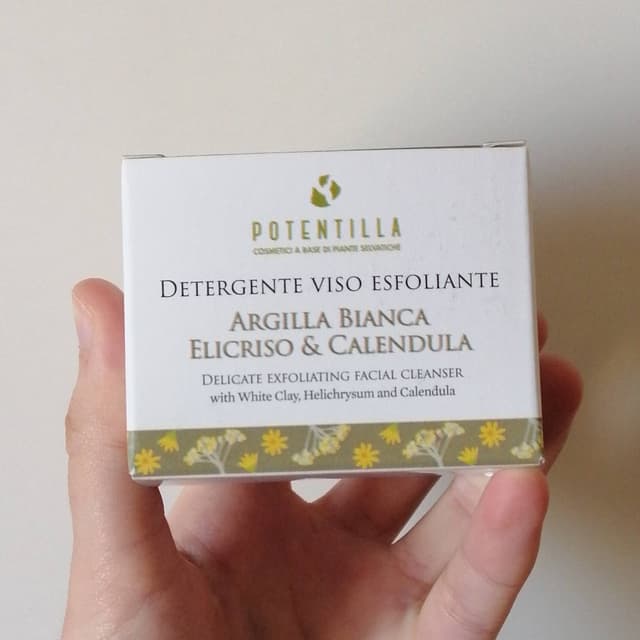 POTENTILLA
COSMETICI A BASE DI PIANTE SELVATICHE
DETERGENTE VISO ESFOLIANTE
ARGILLA BIANCA
ELICRISO & CALENDULA
DELICATE EXFOLIATING FACIAL CLEANSER
with White Clay, Helichrysum and Calendula